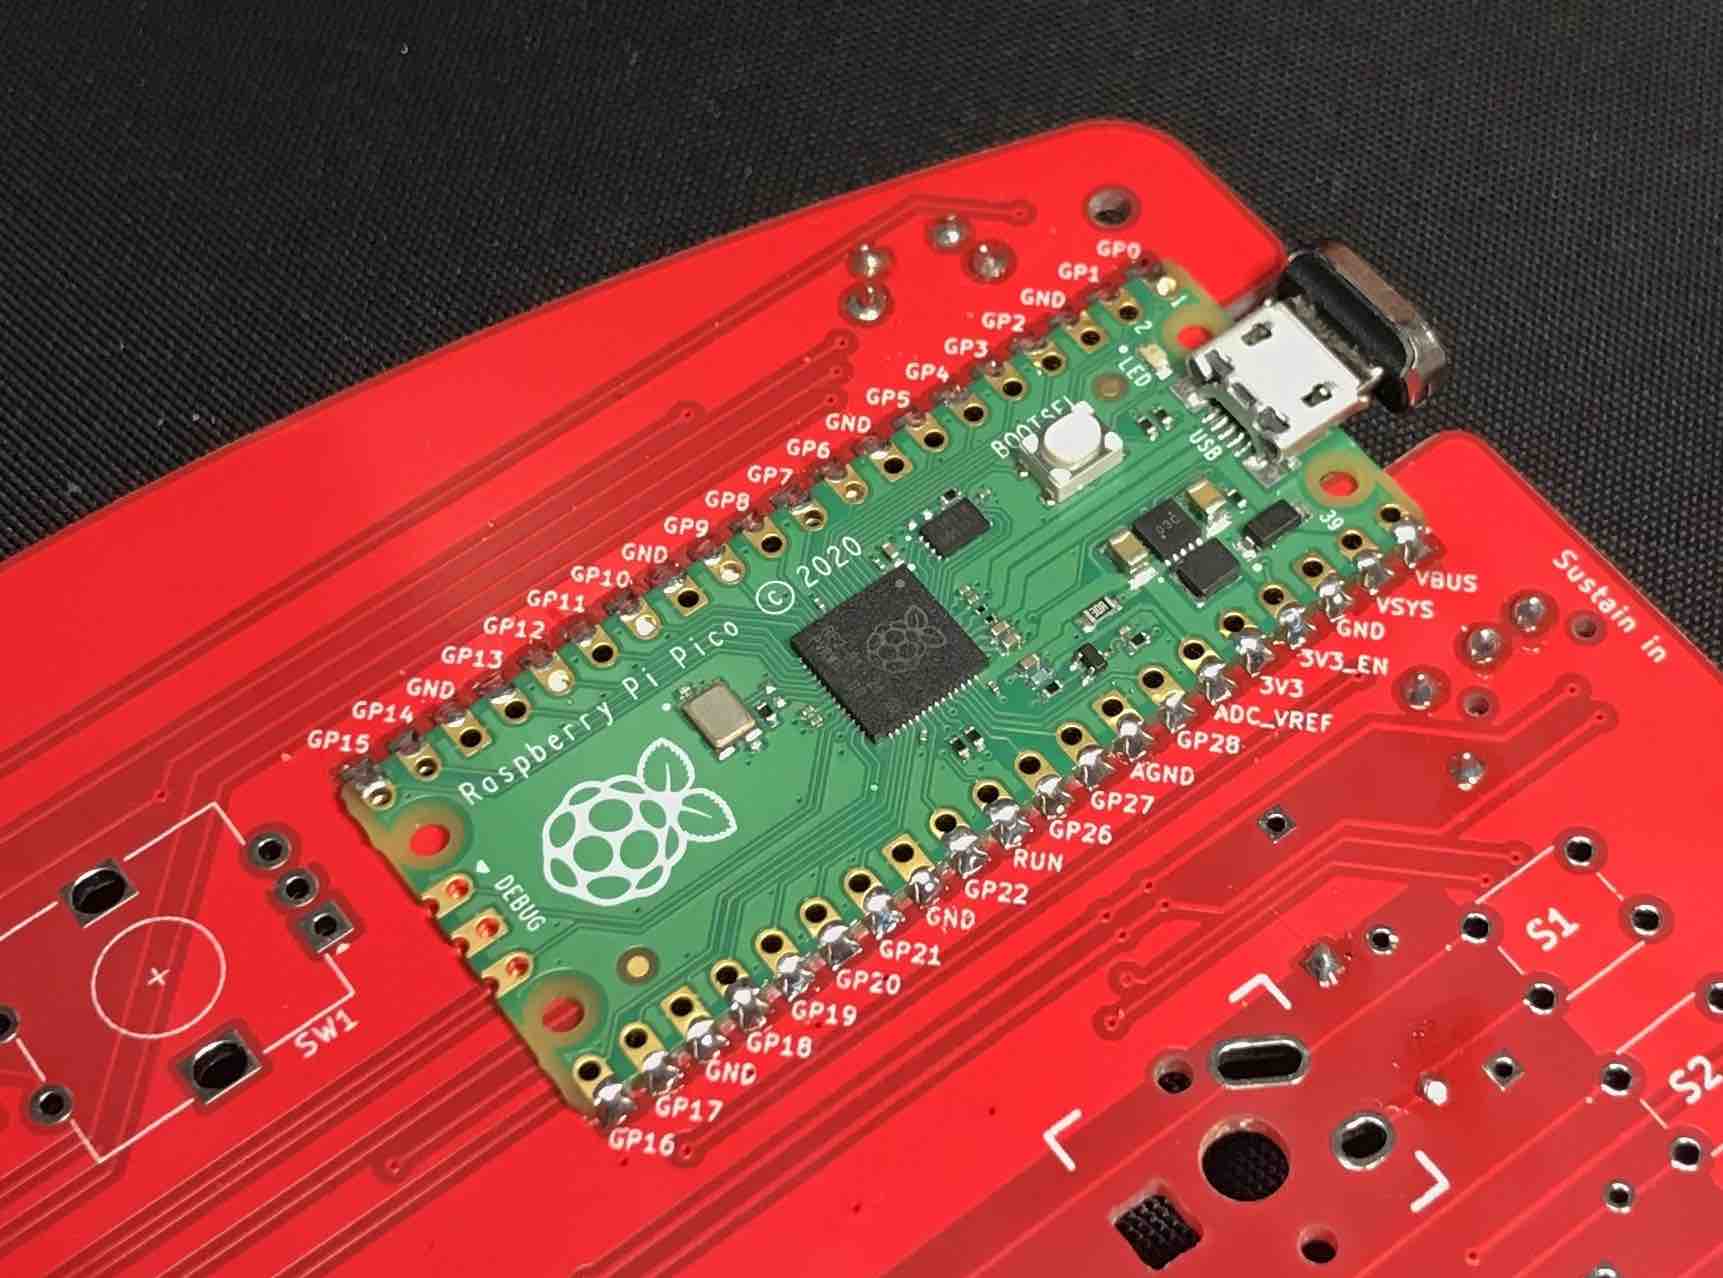 GP0
GP1
GND
GP2
GP3
GP4
GP5
GND
GP6
GP7
GP8
GP9
GND
GP10
GP11
GP12
GP13
GND
GP14
GP15
1
2
LED
BOOTSEL
USB
39
© 2020
Raspberry Pi Pico
DEBUG
VBUS
VSYS
GND
3V3_EN
3V3
ADC_VREF
GP28
AGND
GP27
GP26
RUN
GP22
GND
GP21
GP20
GP19
GP18
GND
GP17
GP16
Sustain in
SW1
S1
S2